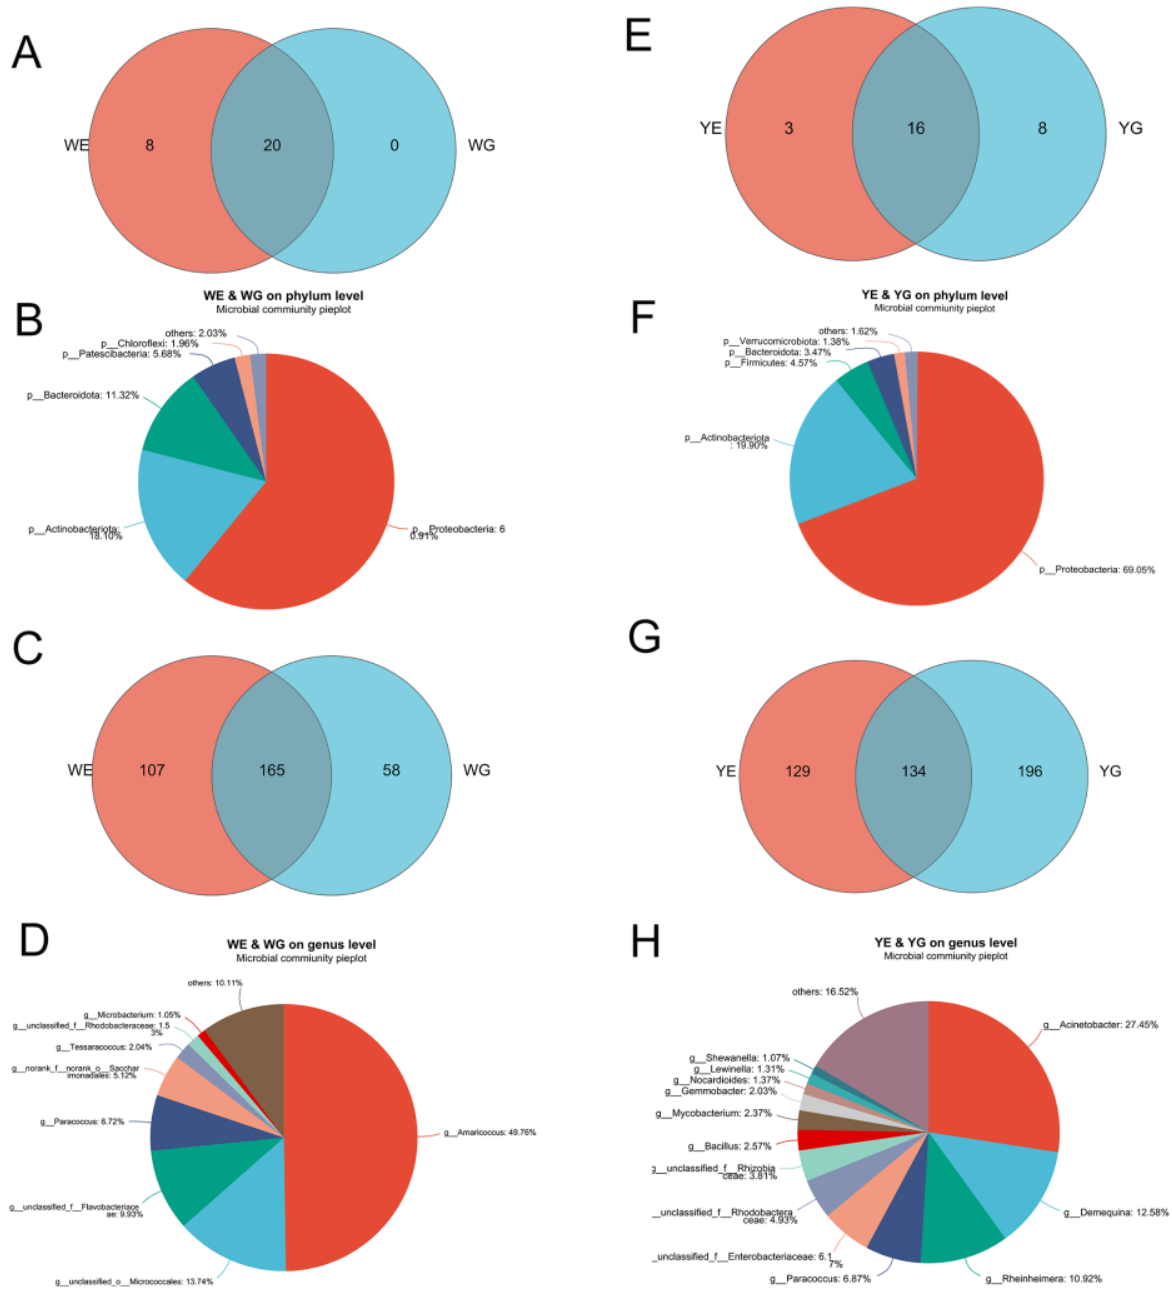 A
WE
8
20
0
WG
E
YE
3
16
8
YG
B
WE & WG on phylum level
Microbial commiunity pieplot
others: 2.03%
p__Chloroflexi: 1.96%
p__Patescibacteria: 5.68%
p__Bacteroidota: 11.32%
p__Actinobacteriota:
18.10%
p__Proteobacteria: 6
0.91%
F
YE & YG on phylum level
Microbial commiunity pieplot
others: 1.62%
p__Verrucomicrobiota: 1.38%
p__Bacteroidota: 3.47%
p__Firmicutes: 4.57%
p__Actinobacteriota
: 19.90%
p__Proteobacteria: 69.05%
C
WE
107
165
58
WG
G
YE
129
134
196
YG
D
WE & WG on genus level
Microbial commiunity pieplot
others: 10.11%
g__Microbacterium: 1.05%
g__unclassified_f__Rhodobacteraceae: 1.5
3%
g__Tessaracoccus: 2.04%
g__norank_f__norank_o__Sacchar
imonadales: 5.12%
g__Paracoccus: 6.72%
g__Amaricoccus: 49.76%
g__unclassified_f__Flavobacteriace
ae: 9.93%
g__unclassified_o__Micrococcales: 13.74%
H
YE & YG on genus level
Microbial commiunity pieplot
others: 16.52%
g__Acinetobacter: 27.45%
g__Shewanella: 1.07%
g__Lewinella: 1.31%
g__Nocardioides: 1.37%
g__Gemmobacter: 2.03%
g__Mycobacterium: 2.37%
g__Bacillus: 2.57%
g__unclassified_f__Rhizobia
ceae: 3.81%
_unclassified_f__Rhodobactera
ceae: 4.93%
g__Demequina: 12.58%
_unclassified_f__Enterobacteriaceae: 6.1
7%
g__Paracoccus: 6.87%
g__Rheinheimera: 10.92%